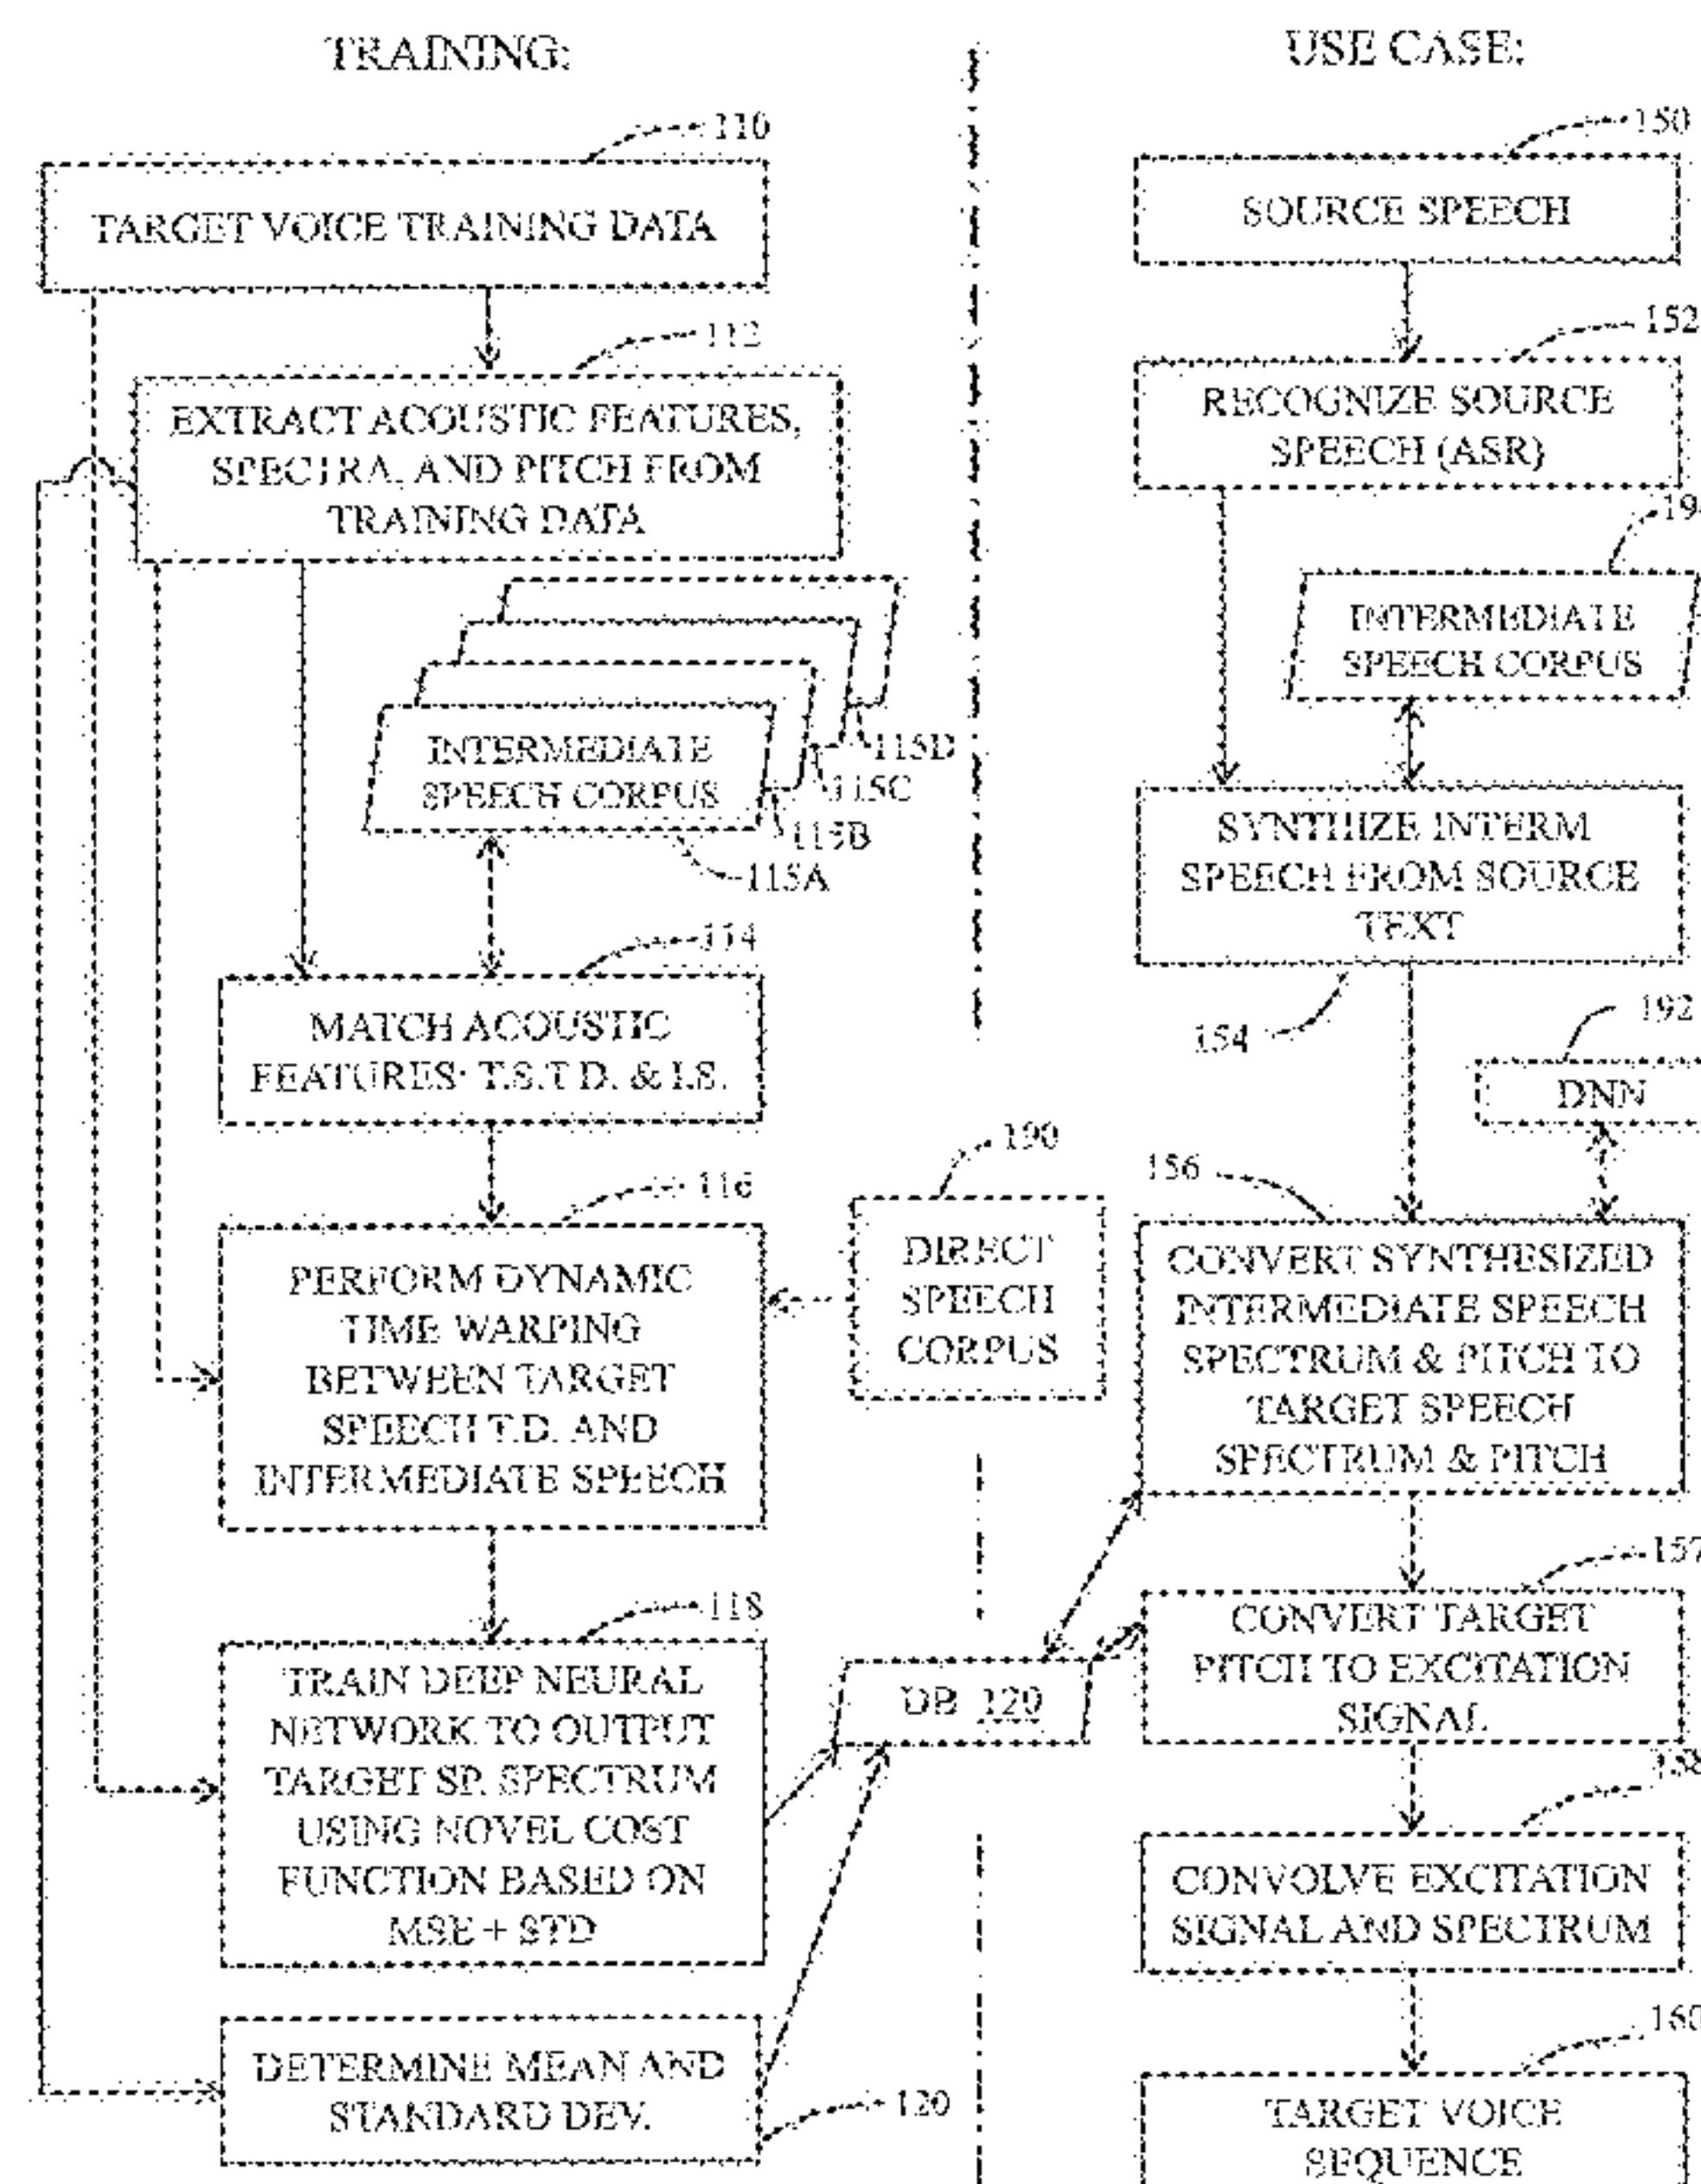 TRAINING:
110
TARGET VOICE TRAINING DATA
112
EXTRACT ACOUSTIC FEATURES,
SPECTRA, AND PITCH FROM
TRAINING DATA
INTERMEDIATE
SPEECH CORPUS
115D
115C
115B
115A
114
MATCH ACOUSTIC
FEATURES: T.S.T.D. & I.S.
116
PERFORM DYNAMIC
TIME WARPING
BETWEEN TARGET
SPEECH T.D. AND
INTERMEDIATE SPEECH
190
DIRECT
SPEECH
CORPUS
118
TRAIN DEEP NEURAL
NETWORK TO OUTPUT
TARGET SP. SPECTRUM
USING NOVEL COST
FUNCTION BASED ON
MSE + STD
DB 129
DETERMINE MEAN AND
STANDARD DEV.
120
USE CASE:
150
SOURCE SPEECH
152
RECOGNIZE SOURCE
SPEECH (ASR)
INTERMEDIATE
SPEECH CORPUS
SYNTHIZE INTERM
SPEECH FROM SOURCE
TEXT
154
192
DNN
156
CONVERT SYNTHESIZED
INTERMEDIATE SPEECH
SPECTRUM & PITCH TO
TARGET SPEECH
SPECTRUM & PITCH
157
CONVERT TARGET
PITCH TO EXCITATION
SIGNAL
158
CONVOLVE EXCITATION
SIGNAL AND SPECTRUM
160
TARGET VOICE
SEQUENCE